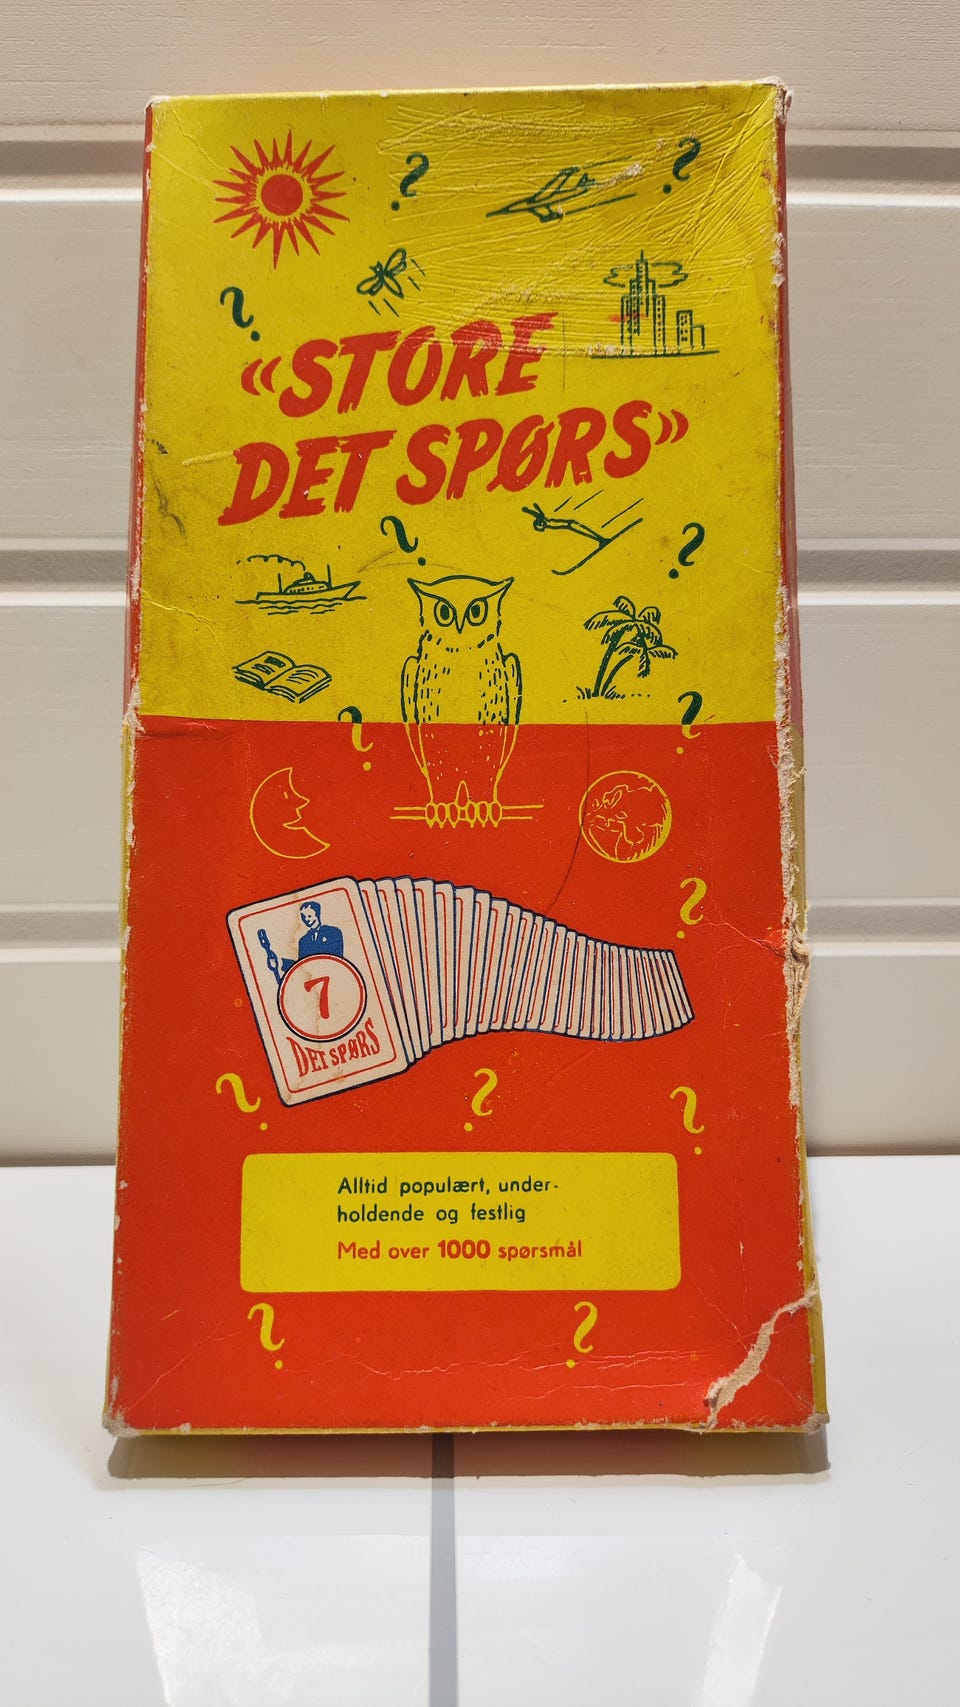 «STORE
DET SPØRS»
7
DET SPØRS
Alltid populært, under-
holdende og festlig
Med over 1000 spørsmål